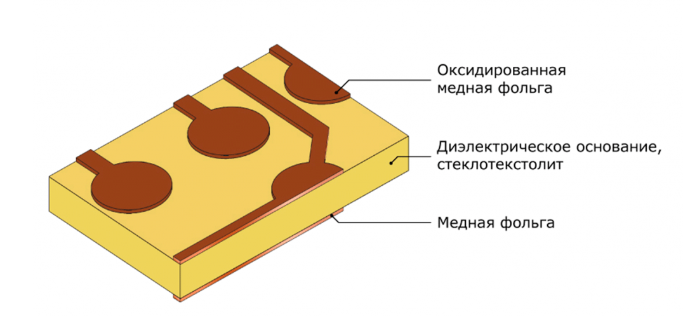 Оксидированная
медная фольга
Диэлектрическое основание,
стеклотекстолит
Медная фольга